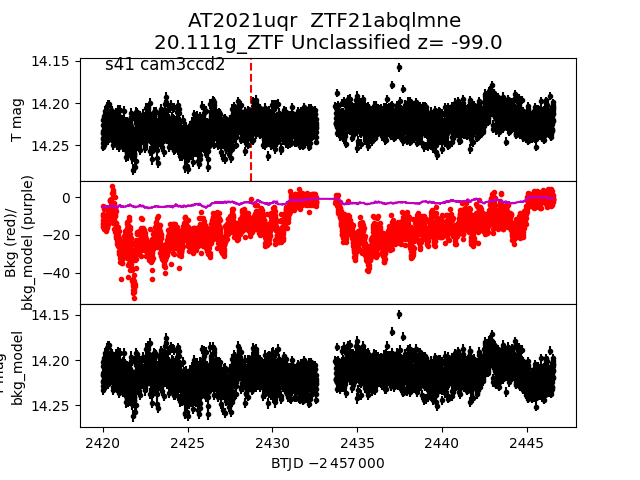 AT2021uqr ZTF21abqlmne
20.111g_ZTF Unclassified z= -99.0
s41 cam3ccd2
14.15
14.20
14.25
T mag
0
−20
−40
Bkg (red)/
bkg_model (purple)
14.15
14.20
14.25
mag
bkg_model
2420 2425 2430 2435 2440 2445
BTJD −2 457 000